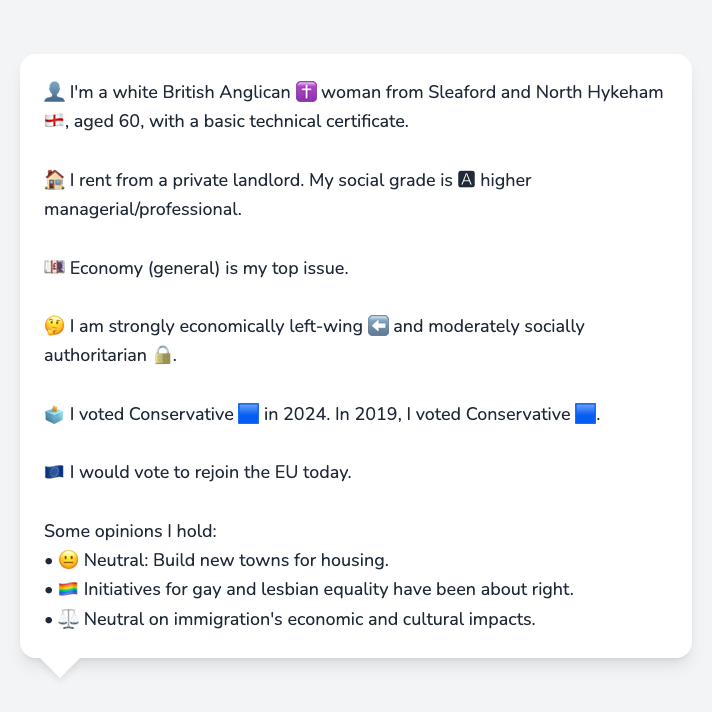 👤 I'm a white British Anglican ✝️ woman from Sleaford and North Hykeham
🏴󠁧󠁢󠁥󠁮󠁧󠁿, aged 60, with a basic technical certificate.
🏠 I rent from a private landlord. My social grade is 🅰 higher
managerial/professional.
💷 Economy (general) is my top issue.
🤔 I am strongly economically left-wing ⬅️ and moderately socially
authoritarian 🔒.
🗳️ I voted Conservative 🟦 in 2024. In 2019, I voted Conservative 🟦.
🇪🇺 I would vote to rejoin the EU today.
Some opinions I hold:
• 😐 Neutral: Build new towns for housing.
• 🏳️‍🌈 Initiatives for gay and lesbian equality have been about right.
• ⚖️ Neutral on immigration's economic and cultural impacts.